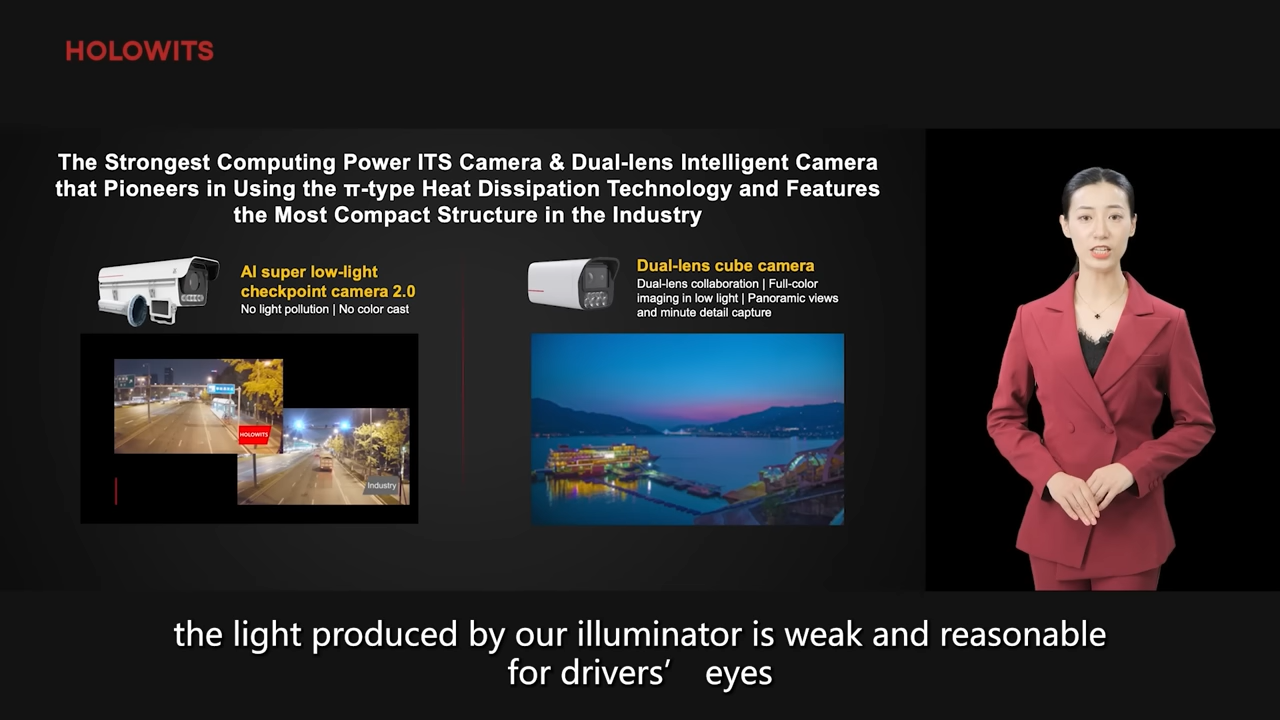 HOLOWITS
The Strongest Computing Power ITS Camera & Dual-lens Intelligent Camera
that Pioneers in Using the π-type Heat Dissipation Technology and Features
the Most Compact Structure in the Industry
AI super low-light
checkpoint camera 2.0
No light pollution | No color cast
Dual-lens cube camera
Dual-lens collaboration | Full-color
imaging in low light | Panoramic views
and minute detail capture
HOLOWITS
Industry
the light produced by our illuminator is weak and reasonable
for drivers’ eyes